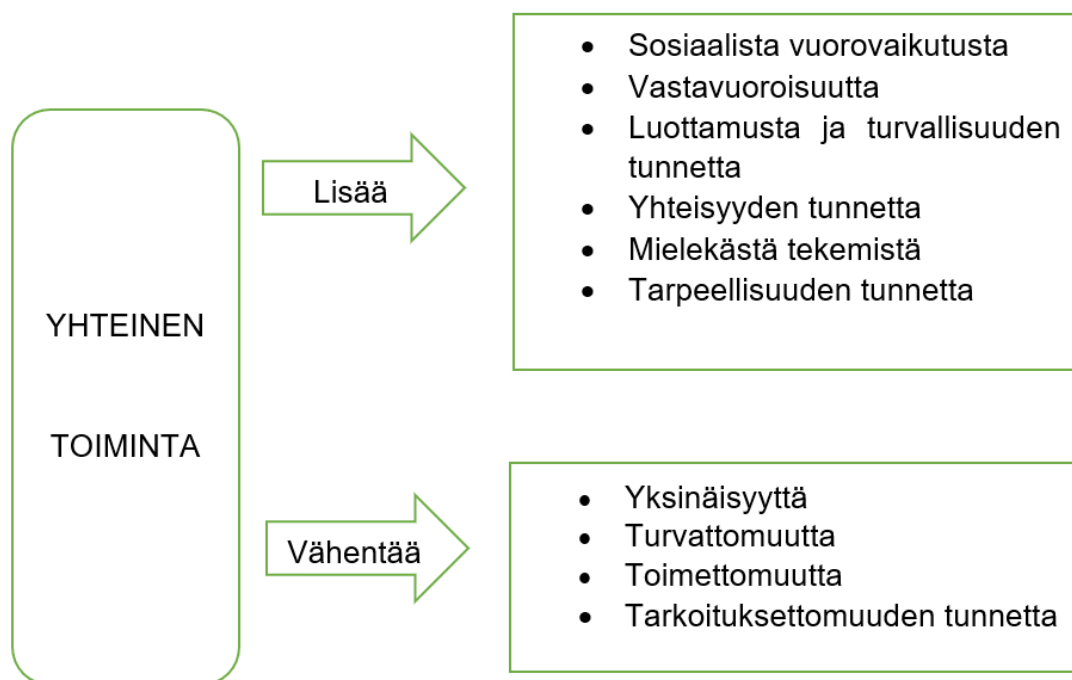 YHTEINEN
TOIMINTA
Lisää
• Sosiaalista vuorovaikutusta
• Vastavuoroisuutta
• Luottamusta ja turvallisuuden
tunnetta
• Yhteisyyden tunnetta
• Mielekästä tekemistä
• Tarpeellisuuden tunnetta
Vähentää
• Yksinäisyyttä
• Turvattomuutta
• Toimettomuutta
• Tarkoituksettomuuden tunnetta